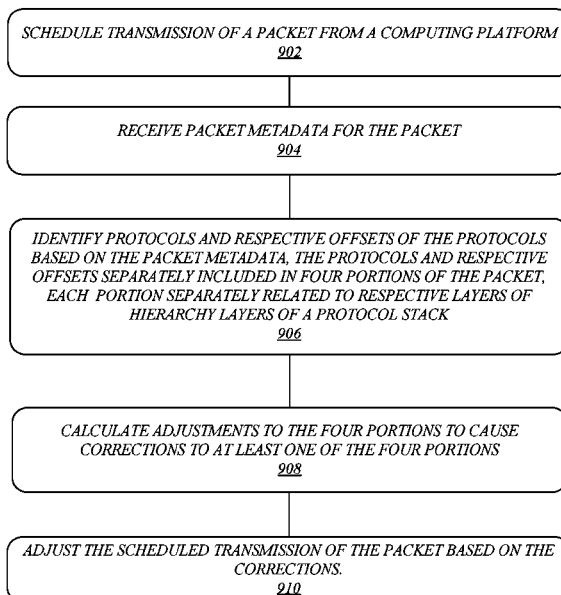 SCHEDULE TRANSMISSION OF A PACKET FROM A COMPUTING PLATFORM
902
RECEIVE PACKET METADATA FOR THE PACKET
904
IDENTIFY PROTOCOLS AND RESPECTIVE OFFSETS OF THE PROTOCOLS
BASED ON THE PACKET METADATA, THE PROTOCOLS AND RESPECTIVE
OFFSETS SEPARATELY INCLUDED IN FOUR PORTIONS OF THE PACKET,
EACH PORTION SEPARATELY RELATED TO RESPECTIVE LAYERS OF
HIERARCHY LAYERS OF A PROTOCOL STACK
906
CALCULATE ADJUSTMENTS TO THE FOUR PORTIONS TO CAUSE
CORRECTIONS TO AT LEAST ONE OF THE FOUR PORTIONS
908
ADJUST THE SCHEDULED TRANSMISSION OF THE PACKET BASED ON THE
CORRECTIONS.
910